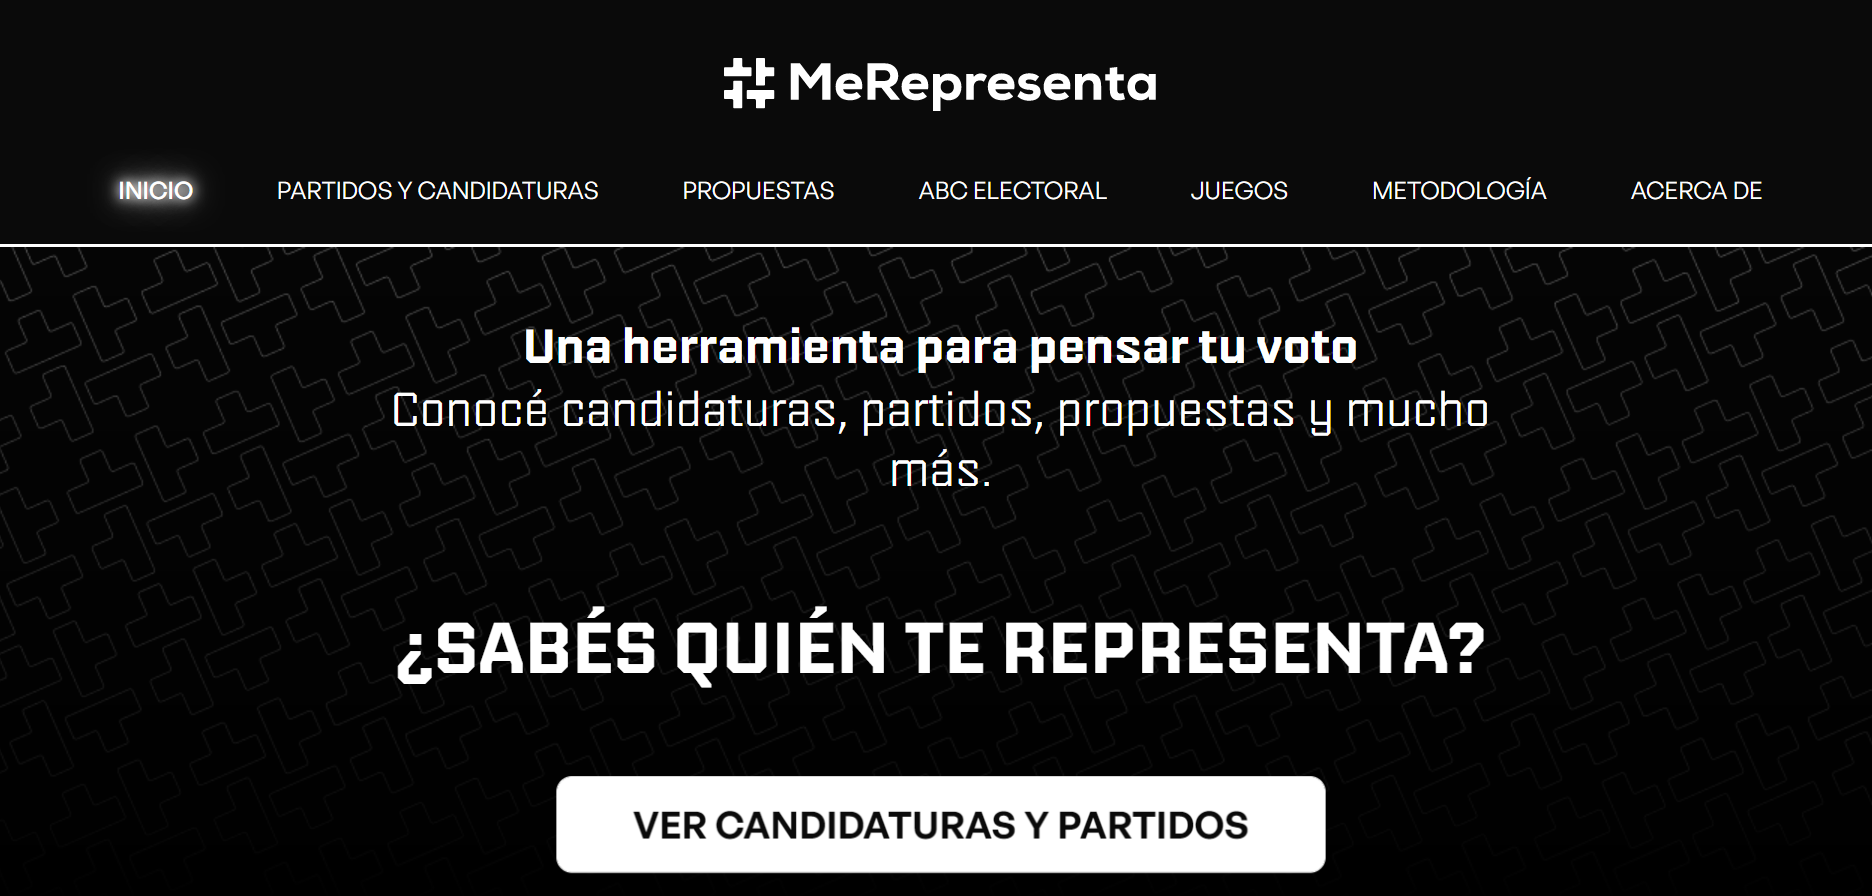 MeRepresenta
INICIO PARTIDOS Y CANDIDATURAS PROPUESTAS ABC ELECTORAL JUEGOS METODOLOGÍA ACERCA DE
Una herramienta para pensar tu voto
Conocé candidaturas, partidos, propuestas y mucho
más.
¿SABÉS QUIÉN TE REPRESENTA?
VER CANDIDATURAS Y PARTIDOS